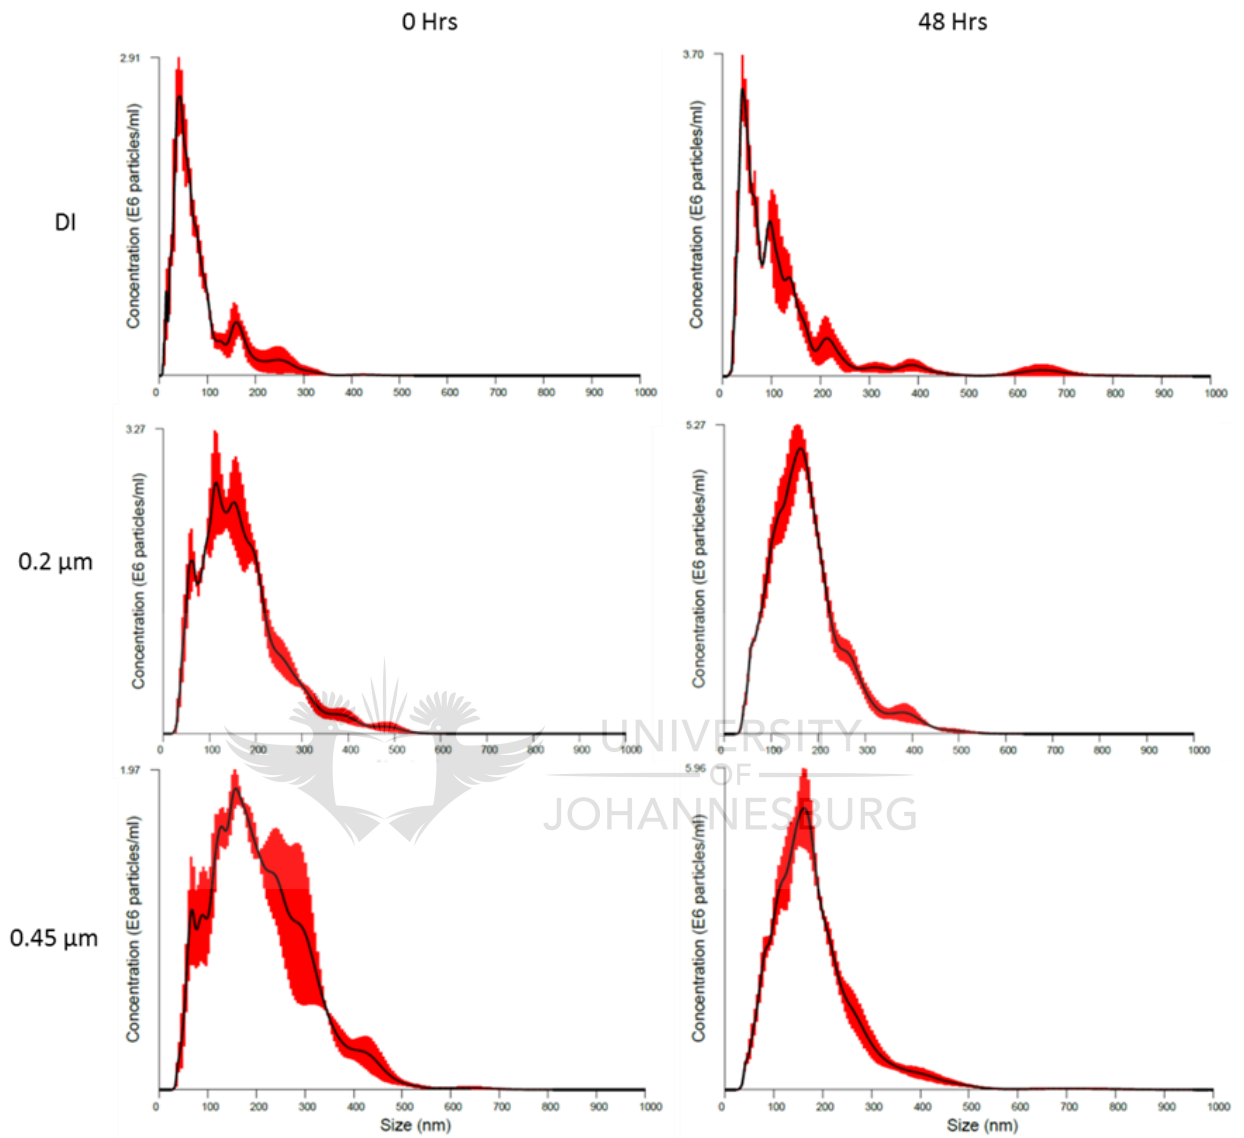 0 Hrs
48 Hrs
DI
2.91
Concentration (E6 particles/ml)
0 100 200 300 400 500 600 700 800 900 1000
3.70
Concentration (E6 particles/ml)
0 100 200 300 400 500 600 700 800 900 1000
0.2 µm
3.27
Concentration (E6 particles/ml)
0 100 200 300 400 500 600 700 800 900 1000
5.27
Concentration (E6 particles/ml)
0 100 200 300 400 500 600 700 800 900 1000
UNIVERSITY
OF
JOHANNESBURG
0.45 µm
1.97
Concentration (E6 particles/ml)
0 100 200 300 400 500 600 700 800 900 1000
Size (nm)
5.96
Concentration (E6 particles/ml)
0 100 200 300 400 500 600 700 800 900 1000
Size (nm)